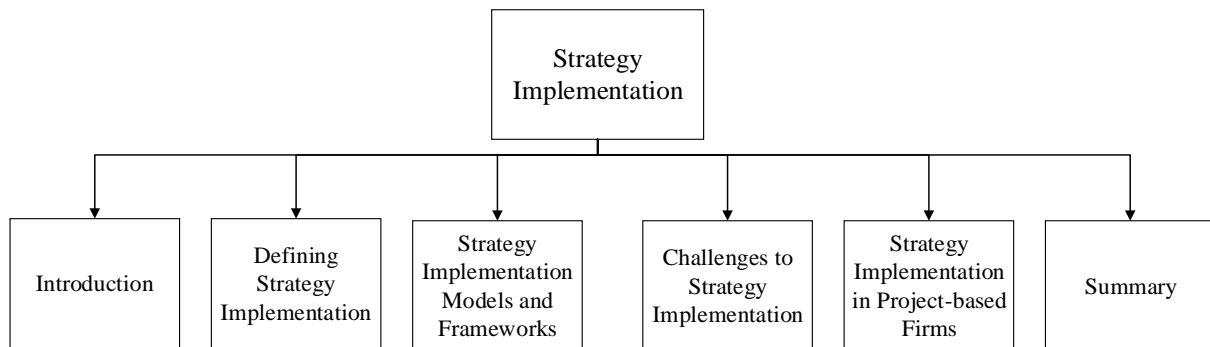 Strategy
Implementation
Introduction
Defining
Strategy
Implementation
Strategy
Implementation
Models and
Frameworks
Challenges to
Strategy
Implementation
Strategy
Implementation
in Project-based
Firms
Summary